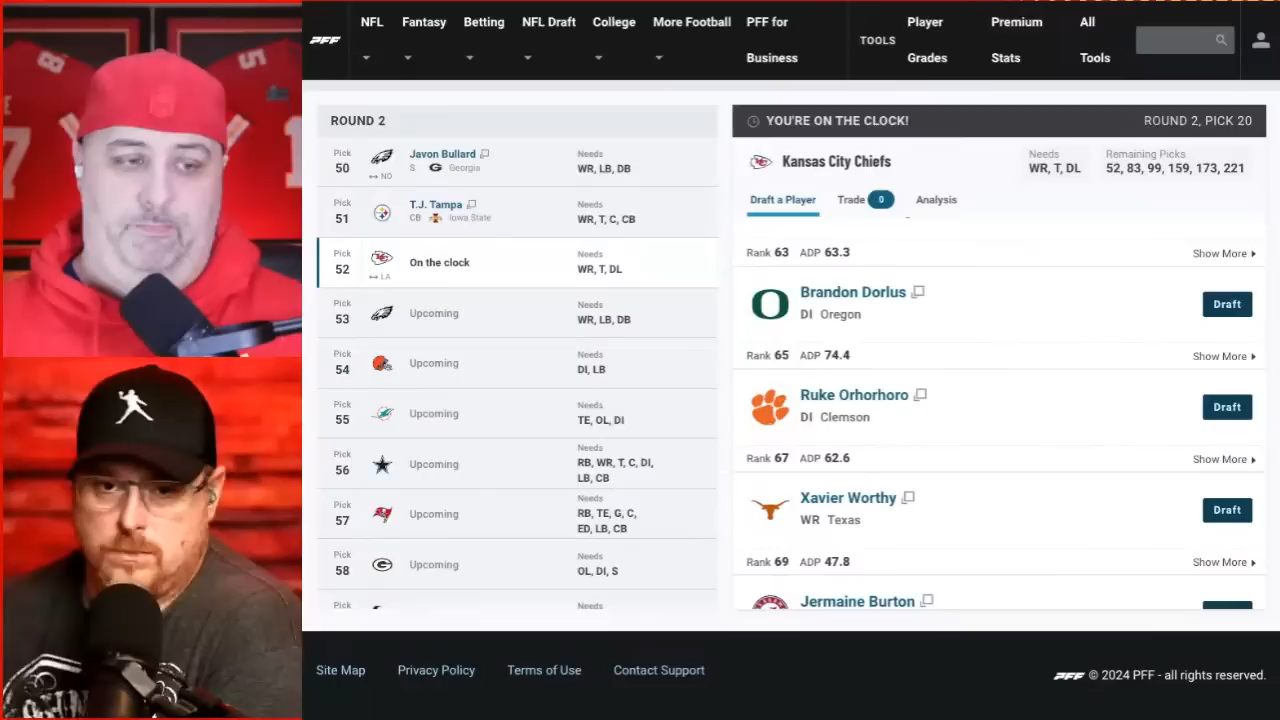 PFF
NFL
Fantasy
Betting
NFL Draft
College
More Football
PFF for
Business
TOOLS
Player
Grades
Premium
Stats
All
Tools
ROUND 2
Pick
50
↔ NO
Javon Bullard
S G Georgia
Needs
WR, LB, DB
Pick
51
T.J. Tampa
CB Iowa State
Needs
WR, T, C, CB
Pick
52
↔ LA
On the clock
Needs
WR, T, DL
Pick
53
Upcoming
Needs
WR, LB, DB
Pick
54
Upcoming
Needs
DI, LB
Pick
55
Upcoming
Needs
TE, OL, DI
Pick
56
Upcoming
Needs
RB, WR, T, C, DI,
LB, CB
Pick
57
Upcoming
Needs
RB, TE, G, C,
ED, LB, CB
Pick
58
Upcoming
Needs
OL, DI, S
Pick
Needs
YOU'RE ON THE CLOCK!
ROUND 2, PICK 20
Kansas City Chiefs
Needs
WR, T, DL
Remaining Picks
52, 83, 99, 159, 173, 221
Draft a Player
Trade 0
Analysis
Rank 63 ADP 63.3
Show More
Brandon Dorlus
DI Oregon
Draft
Rank 65 ADP 74.4
Show More
Ruke Orhorhoro
DI Clemson
Draft
Rank 67 ADP 62.6
Show More
Xavier Worthy
WR Texas
Draft
Rank 69 ADP 47.8
Show More
Jermaine Burton
Site Map
Privacy Policy
Terms of Use
Contact Support
PFF © 2024 PFF - all rights reserved.